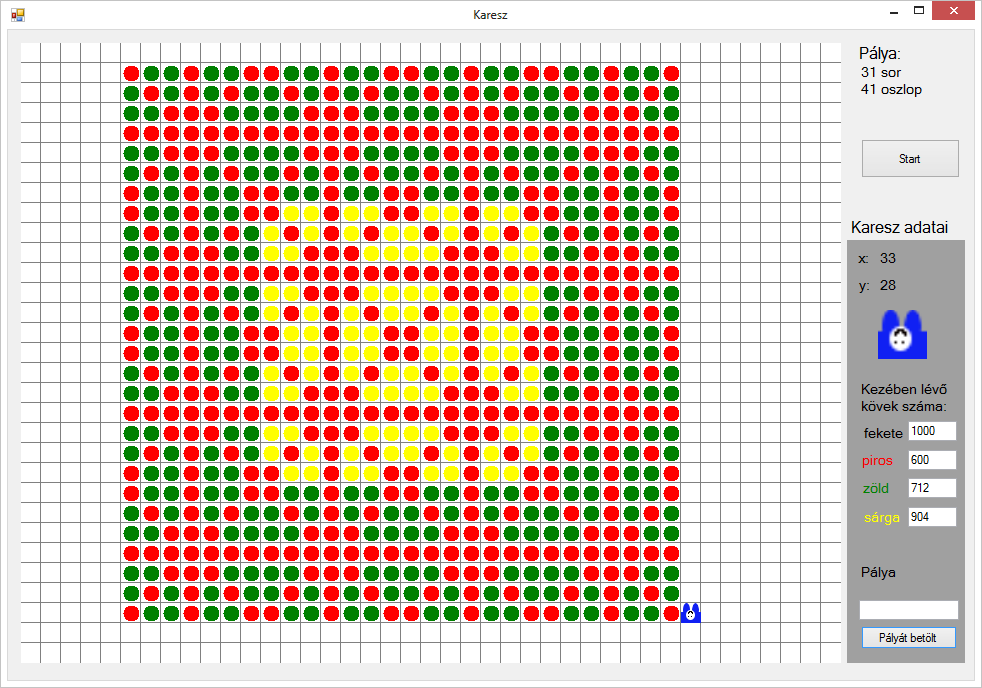 Karesz
Pálya:
31 sor
41 oszlop
Start
Karesz adatai
x: 33
y: 28
Kezében lévő
kövek száma:
fekete 1000
piros 600
zöld 712
sárga 904
Pálya
Pályát betölt